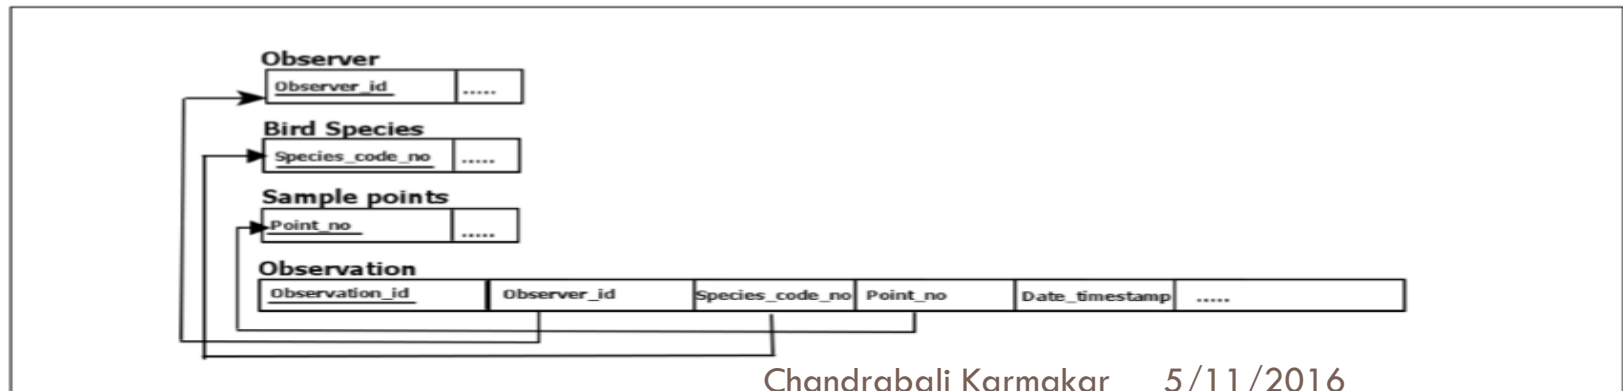 Observer
Observer_id .....
Bird Species
Species_code_no .....
Sample points
Point_no .....
Observation
Observation_id Observer_id Species_code_no Point_no Date_timestamp .....
Chandrabali Karmakar 5/11/2016